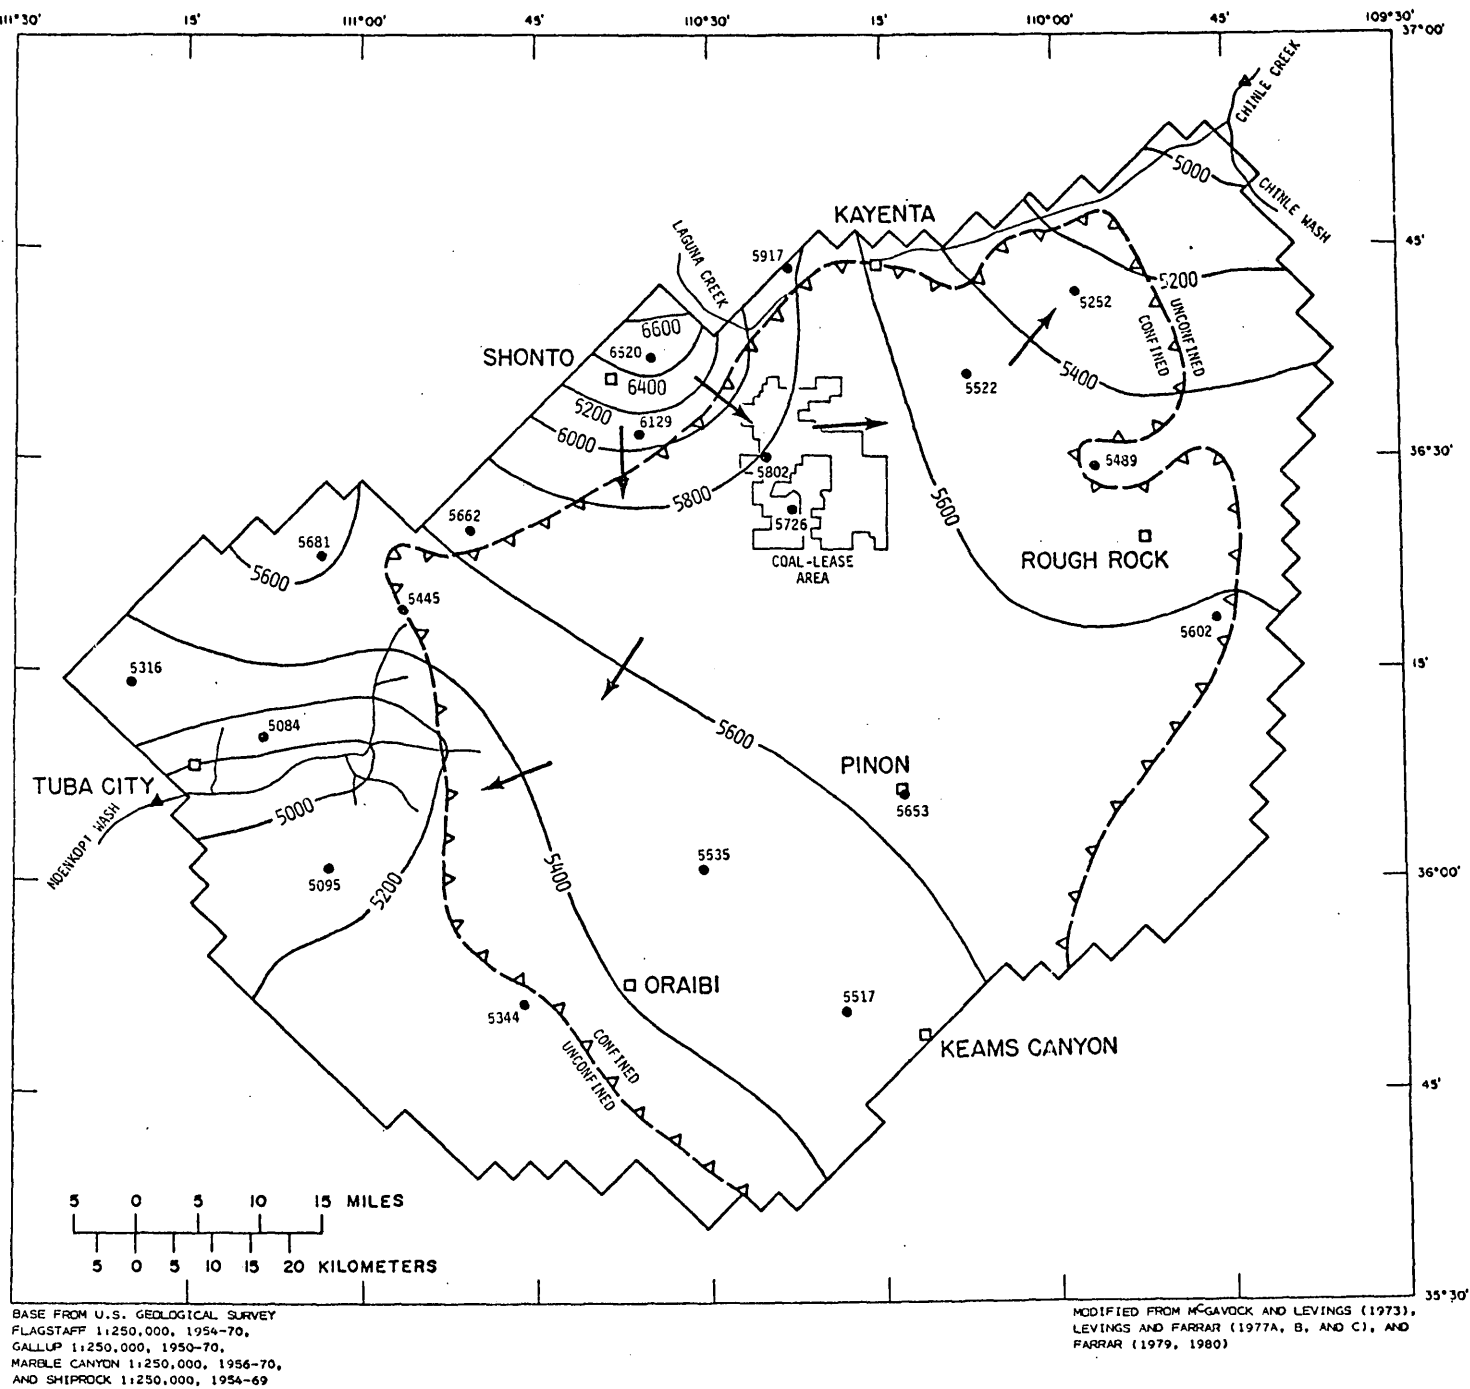 111°30'
15'
111°00'
45'
110°30'
15'
110°00'
45'
109°30'
37°00'
CHINLE CREEK
5000
CHINLE WASH
KAYENTA
LAGUNA CREEK
45'
5917
5200
5252
UNCONFINED
CONFINED
6600
6520
SHONTO
6400
5400
5522
5200
6129
6000
36°30'
5489
5802
5800
5600
5726
5662
5681
COAL-LEASE
AREA
ROUGH ROCK
5600
5445
5602
5316
15'
5084
5600
PINON
TUBA CITY
5653
5000
MOENKOPI WASH
5535
5400
36°00'
5095
5200
ORAIBI
5517
5344
KEAMS CANYON
CONFINED
UNCONFINED
45'
5 0 5 10 15 MILES
5 0 5 10 15 20 KILOMETERS
35°30'
BASE FROM U.S. GEOLOGICAL SURVEY
FLAGSTAFF 1:250,000, 1954-70,
GALLUP 1:250,000, 1950-70,
MARBLE CANYON 1:250,000, 1956-70,
AND SHIPROCK 1:250,000, 1954-69
MODIFIED FROM McGAVOCK AND LEVINGS (1973),
LEVINGS AND FARRAR (1977A, B, AND C), AND
FARRAR (1979, 1980)